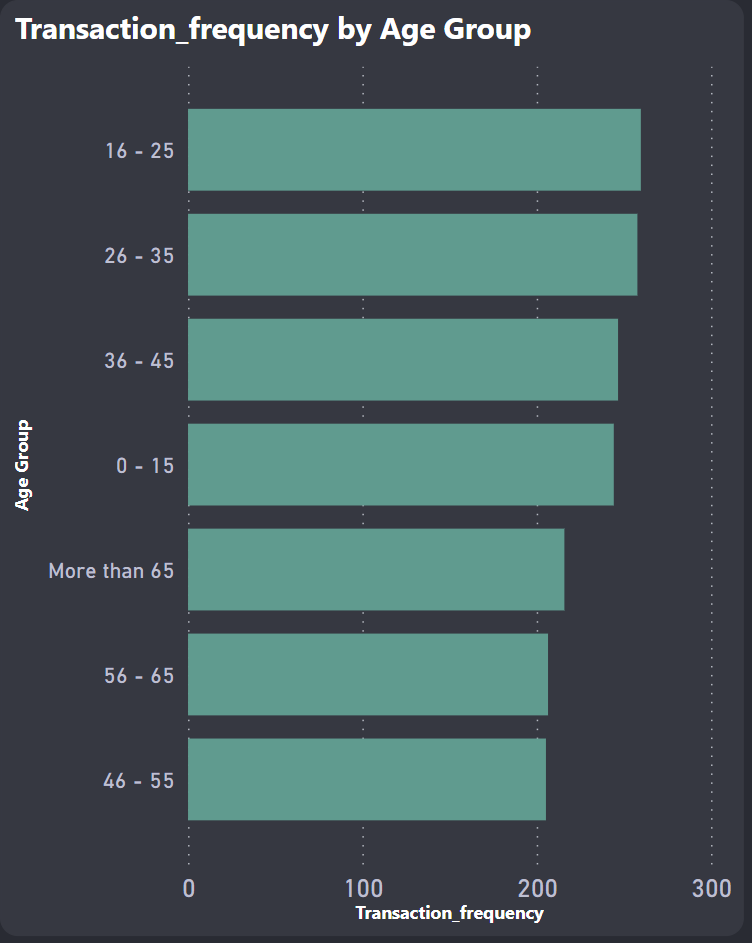 Transaction_frequency by Age Group
16 - 25
26 - 35
36 - 45
0 - 15
More than 65
56 - 65
46 - 55
Age Group
0
100
200
300
Transaction_frequency